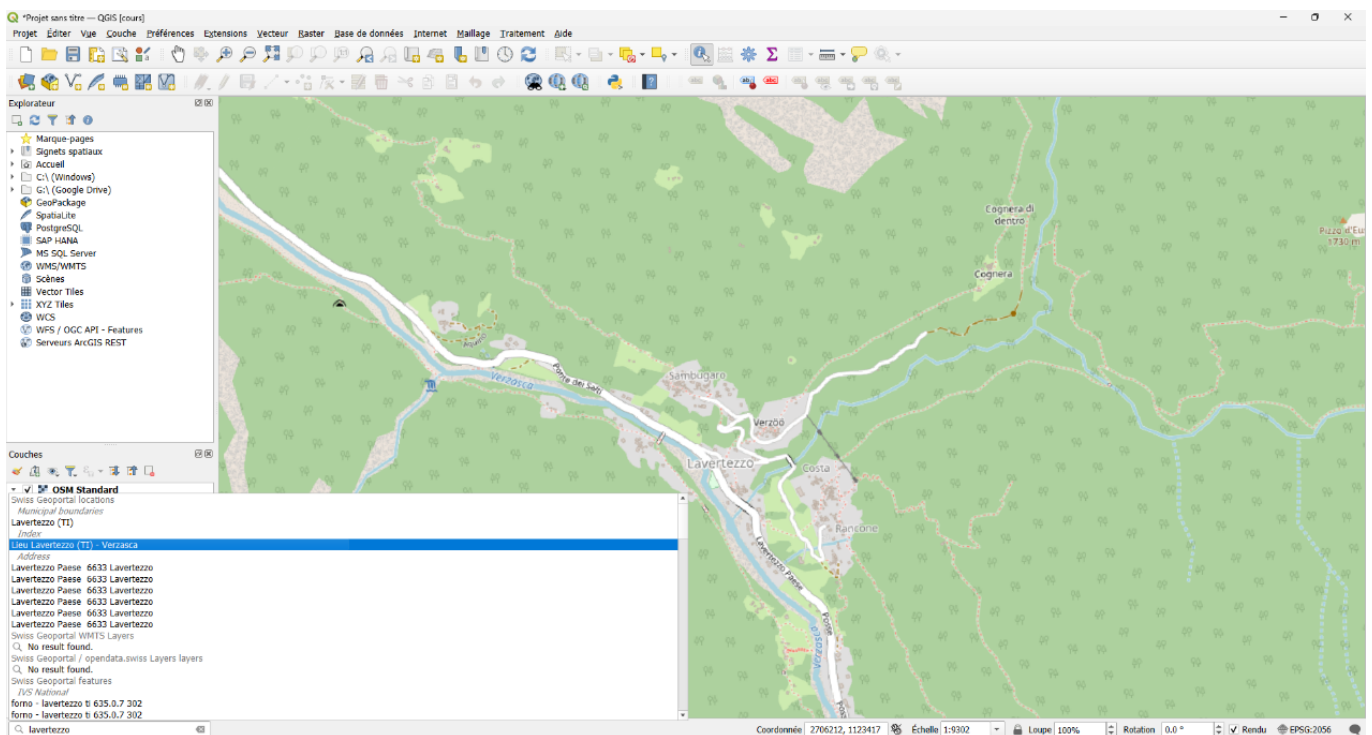 *Projet sans titre — QGIS [cours]
Projet Éditer Vue Couche Préférences Extensions Vecteur Raster Base de données Internet Maillage Traitement Aide
Explorateur
Marque-pages
Signets spatiaux
Accueil
C:\ (Windows)
G:\ (Google Drive)
GeoPackage
SpatiaLite
PostgreSQL
SAP HANA
MS SQL Server
WMS/WMTS
Scènes
Vector Tiles
XYZ Tiles
WCS
WFS / OGC API - Features
Serveurs ArcGIS REST
Cognera di
dentro
Pizzo d'Eu
1730 m
Cognera
Verzasca
Ponte dei Salti
Sambugaro
Verzöö
Lavertezzo
Costa
Rancone
Lavertezzo Paese
Posse
Verzasca
Couches
OSM Standard
Swiss Geoportal locations
Municipal boundaries
Lavertezzo (TI)
Index
Lieu Lavertezzo (TI) - Verzasca
Address
Lavertezzo Paese 6633 Lavertezzo
Lavertezzo Paese 6633 Lavertezzo
Lavertezzo Paese 6633 Lavertezzo
Lavertezzo Paese 6633 Lavertezzo
Lavertezzo Paese 6633 Lavertezzo
Lavertezzo Paese 6633 Lavertezzo
Swiss Geoportal WMTS Layers
No result found.
Swiss Geoportal / opendata.swiss Layers layers
No result found.
Swiss Geoportal features
IVS National
forno - lavertezzo ti 635.0.7 302
forno - lavertezzo ti 635.0.7 302
lavertezzo
Coordonnée 2706212, 1123417 Échelle 1:9302 Loupe 100% Rotation 0.0 ° Rendu EPSG:2056